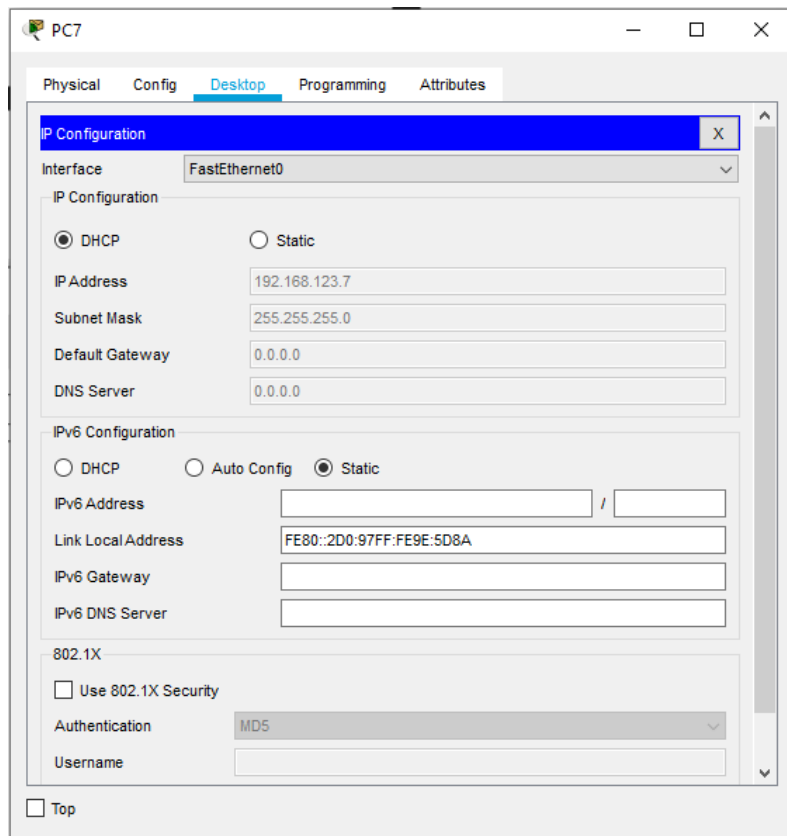 PC7
Physical Config Desktop Programming Attributes
IP Configuration X
Interface FastEthernet0
IP Configuration
DHCP Static
IP Address 192.168.123.7
Subnet Mask 255.255.255.0
Default Gateway 0.0.0.0
DNS Server 0.0.0.0
IPv6 Configuration
DHCP Auto Config Static
IPv6 Address /
Link Local Address FE80::2D0:97FF:FE9E:5D8A
IPv6 Gateway
IPv6 DNS Server
802.1X
Use 802.1X Security
Authentication MD5
Username
Top